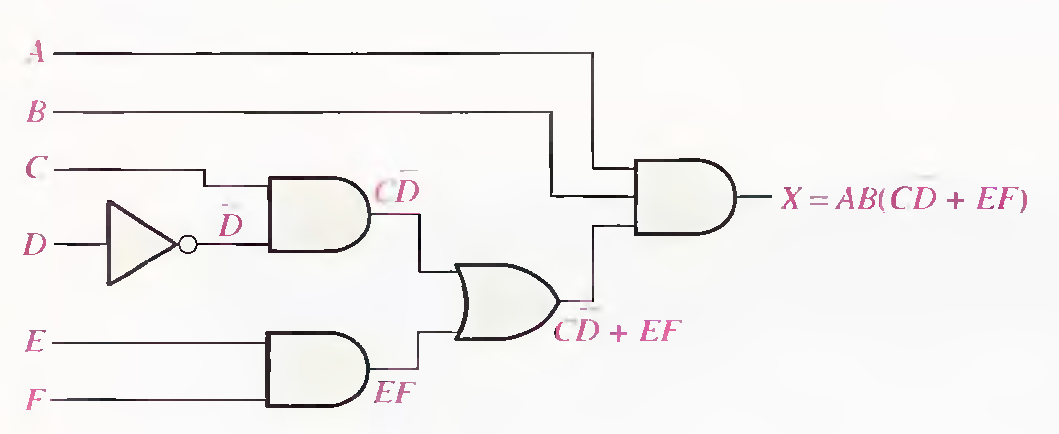 A
B
C
CD̅
X = AB(CD̅ + EF)
D̅
D
E
CD̅ + EF
F
EF